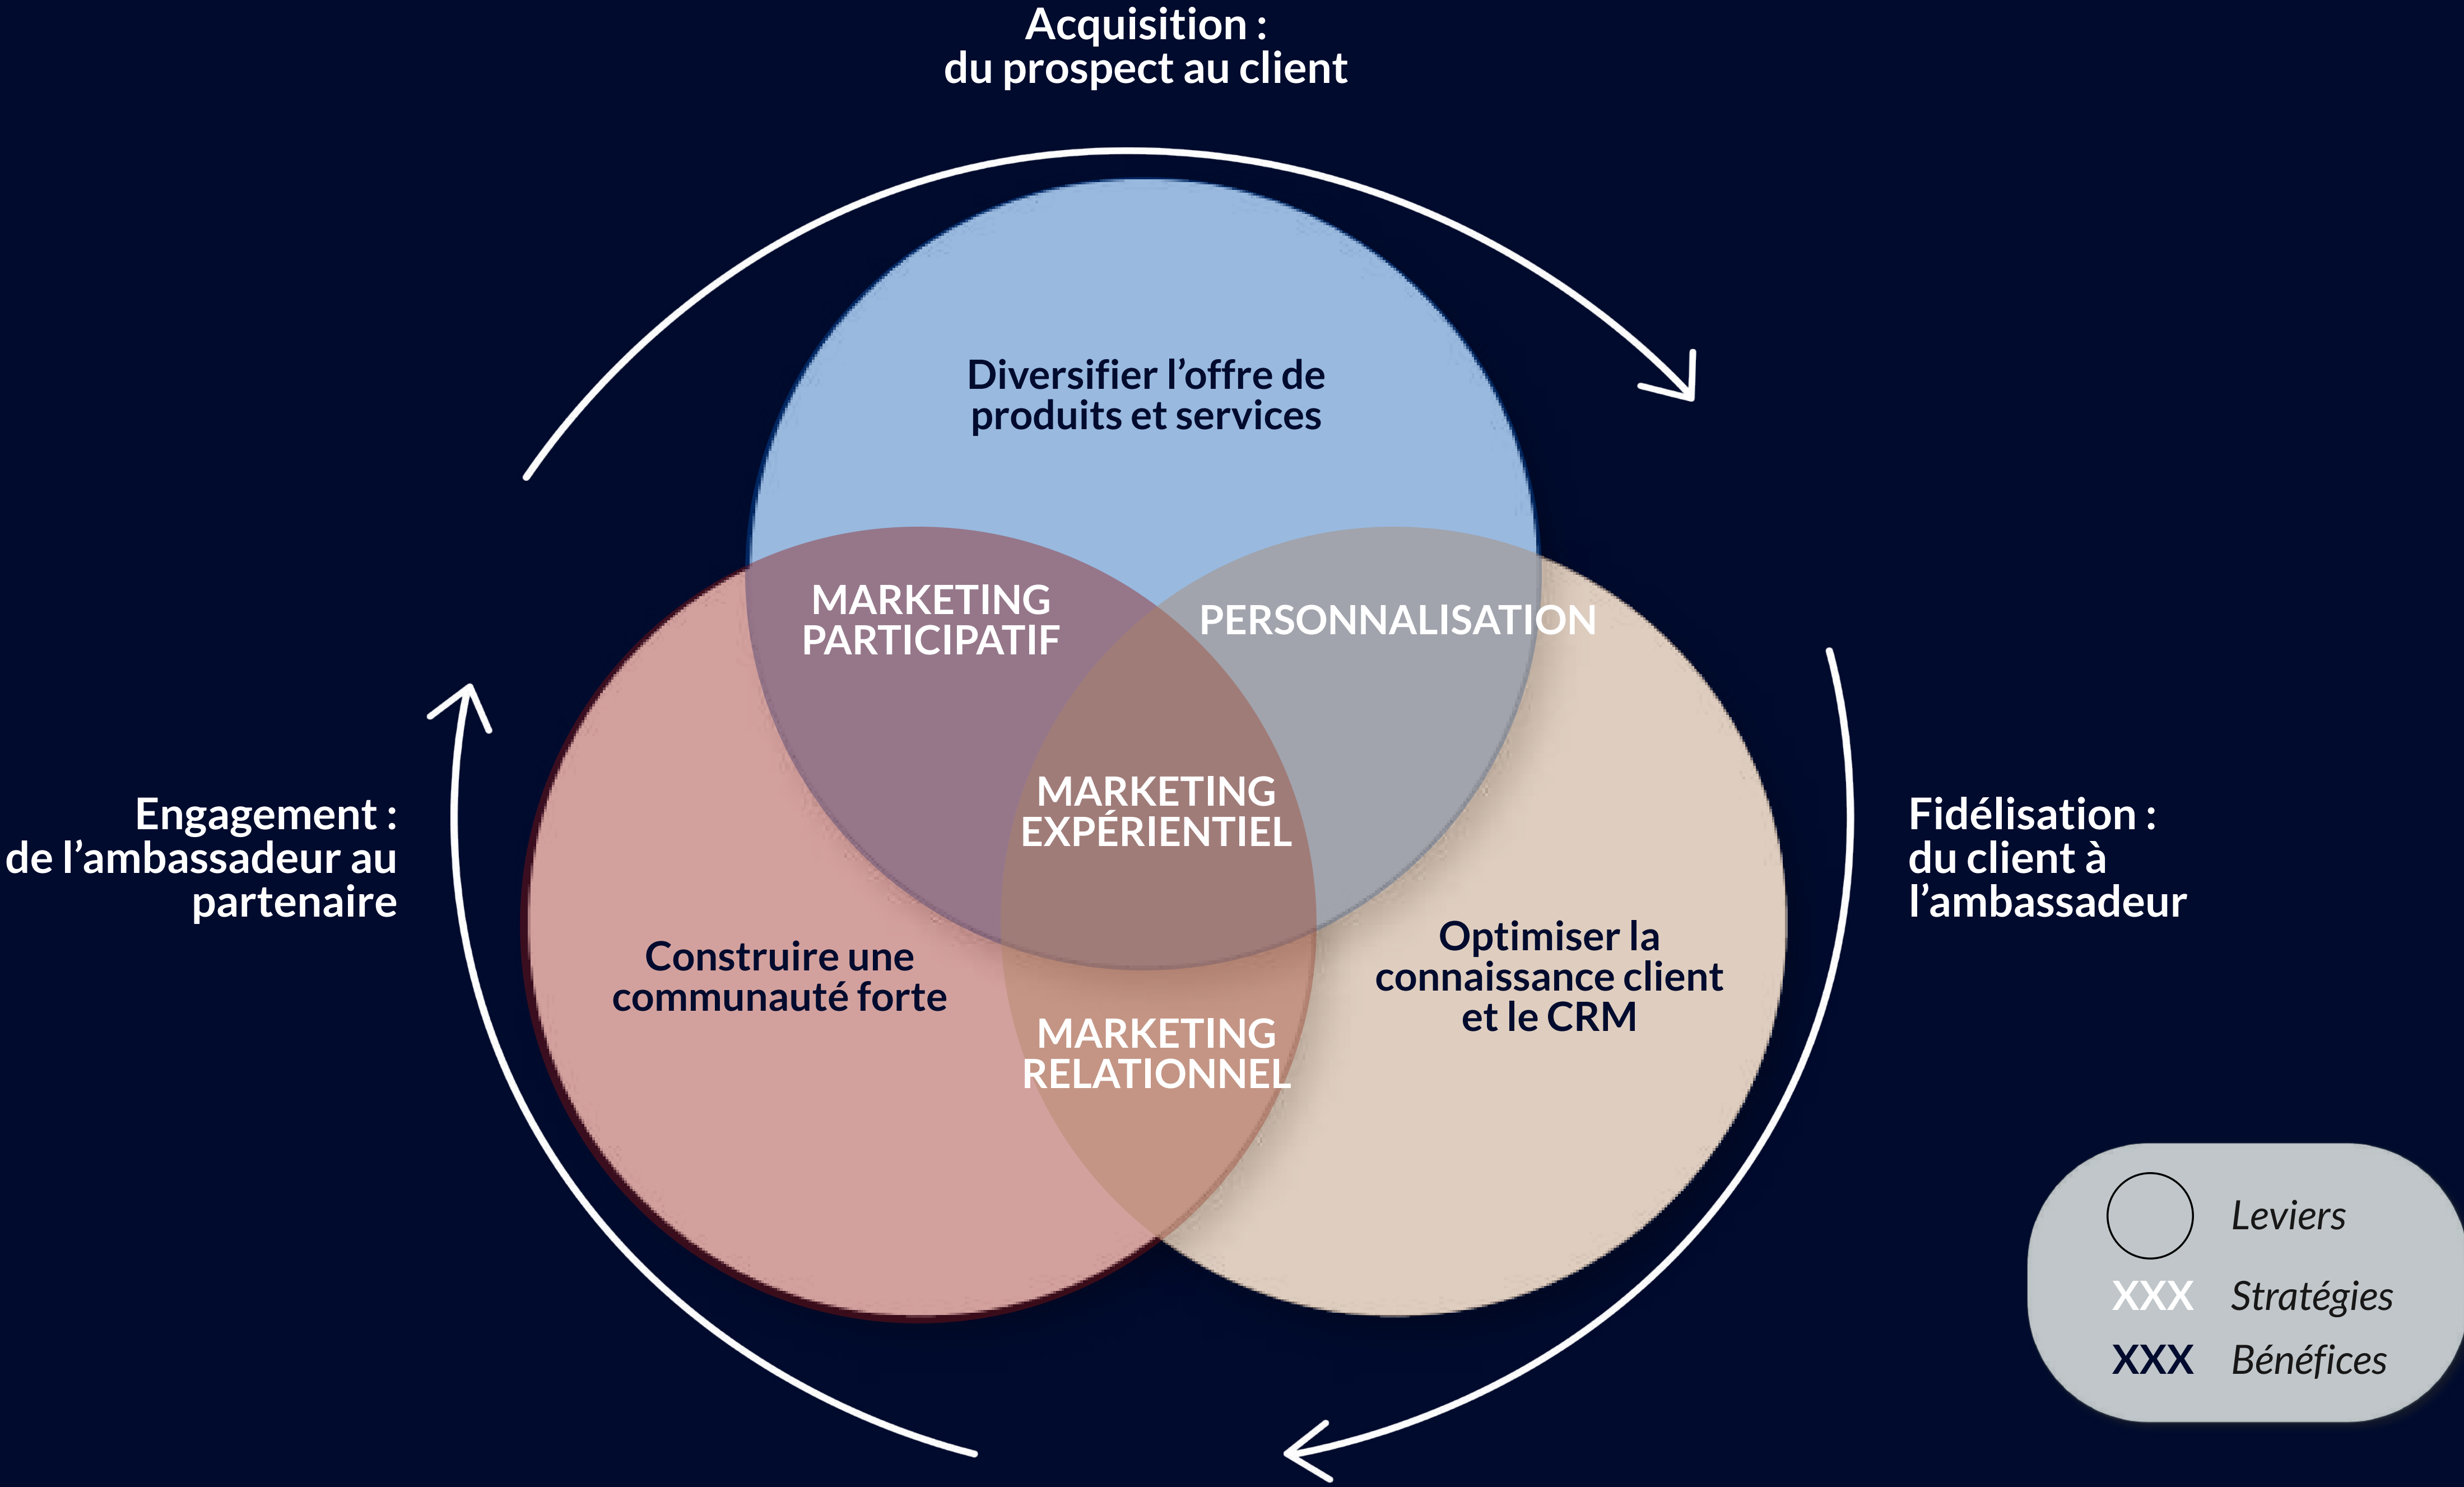 Acquisition :
du prospect au client
Diversifier l’offre de
produits et services
MARKETING
PARTICIPATIF
PERSONNALISATION
MARKETING
EXPÉRIENTIEL
Engagement :
de l’ambassadeur au
partenaire
Fidélisation :
du client à
l’ambassadeur
Construire une
communauté forte
Optimiser la
connaissance client
et le CRM
MARKETING
RELATIONNEL
Leviers
XXX Stratégies
XXX Bénéfices